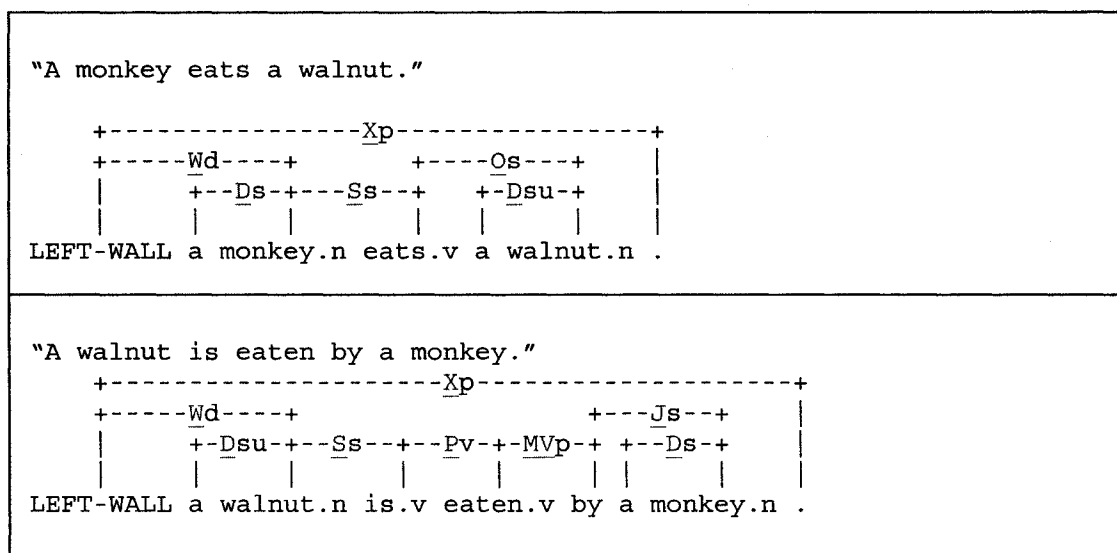 "A monkey eats a walnut."
+----------------Xp----------------+
+-----Wd----+ +---Os---+ |
| +--Ds-+---Ss--+ +-Dsu-+ |
| | | | | | |
LEFT-WALL a monkey.n eats.v a walnut.n .
"A walnut is eaten by a monkey."
+---------------------Xp--------------------+
+-----Wd----+ +---Js--+ |
| +-Dsu-+--Ss--+--Pv-+-MVp-+ +--Ds-+ |
| | | | | | | | |
LEFT-WALL a walnut.n is.v eaten.v by a monkey.n .